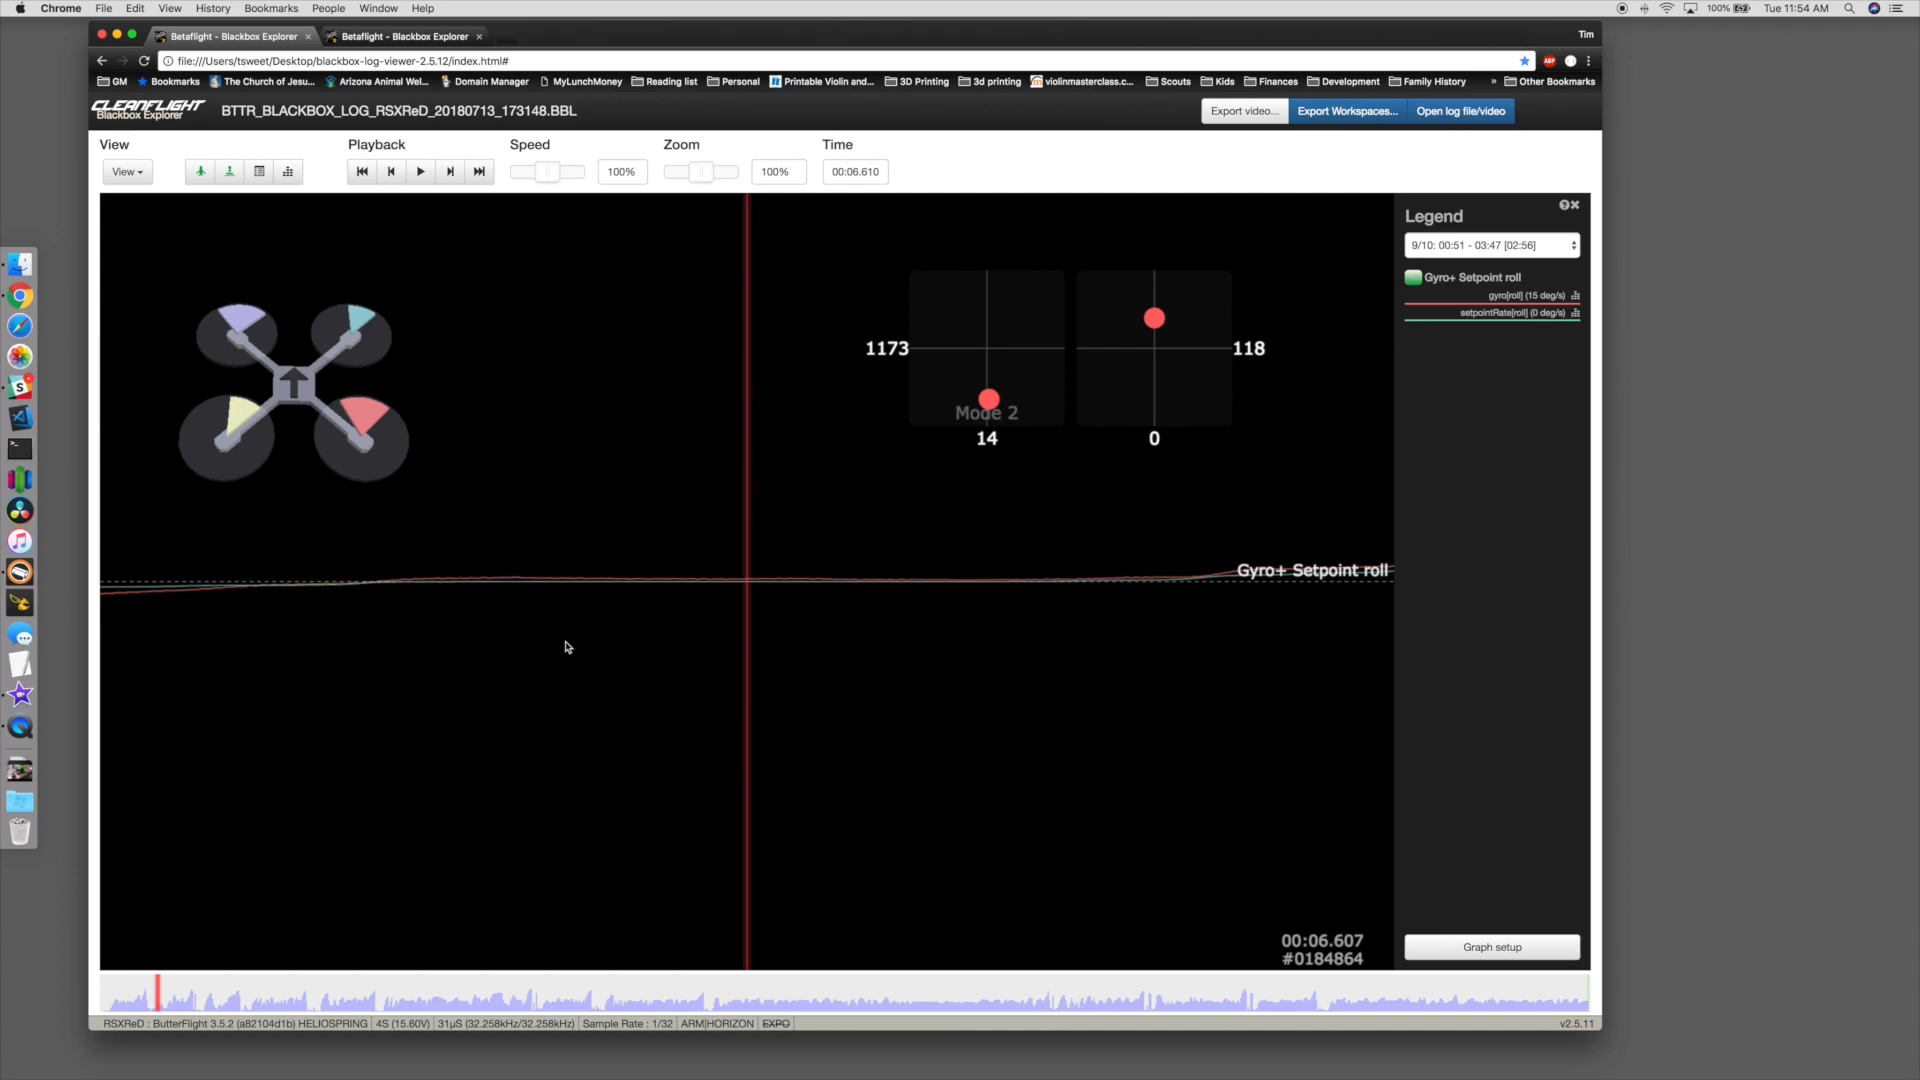 Chrome File Edit View History Bookmarks People Window Help 100% Tue 11:54 AM
Betaflight - Blackbox Explorer Betaflight - Blackbox Explorer Tim
file:///Users/tsweet/Desktop/blackbox-log-viewer-2.5.12/index.html# ABP
GM Bookmarks The Church of Jesu... Arizona Animal Wel... Domain Manager MyLunchMoney Reading list Personal Printable Violin and... 3D Printing 3d printing violinmasterclass.c... Scouts Kids Finances Development Family History » Other Bookmarks
CLEANFLIGHT
Blackbox Explorer
BTTR_BLACKBOX_LOG_RSXReD_20180713_173148.BBL
Export video... Export Workspaces... Open log file/video
View Playback Speed Zoom Time
View 100% 100% 00:06.610
Legend
9/10: 00:51 - 03:47 [02:56]
Gyro+ Setpoint roll
gyro[roll] (15 deg/s)
setpointRate[roll] (0 deg/s)
1173 118
Mode 2
14 0
Gyro+ Setpoint roll
00:06.607
#0184864
Graph setup
RSXReD : ButterFlight 3.5.2 (a82104d1b) HELIOSPRING 4S (15.60V) 31µS (32.258kHz/32.258kHz) Sample Rate : 1/32 ARM|HORIZON EXPO v2.5.11